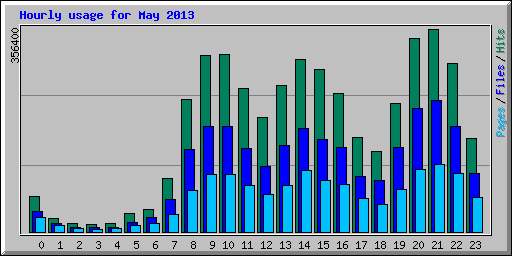 Hourly usage for May 2013
356400
Pages / Files / Hits
0 1 2 3 4 5 6 7 8 9 10 11 12 13 14 15 16 17 18 19 20 21 22 23